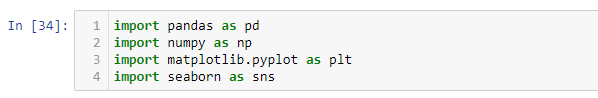 In [34]:
1 import pandas as pd
2 import numpy as np
3 import matplotlib.pyplot as plt
4 import seaborn as sns